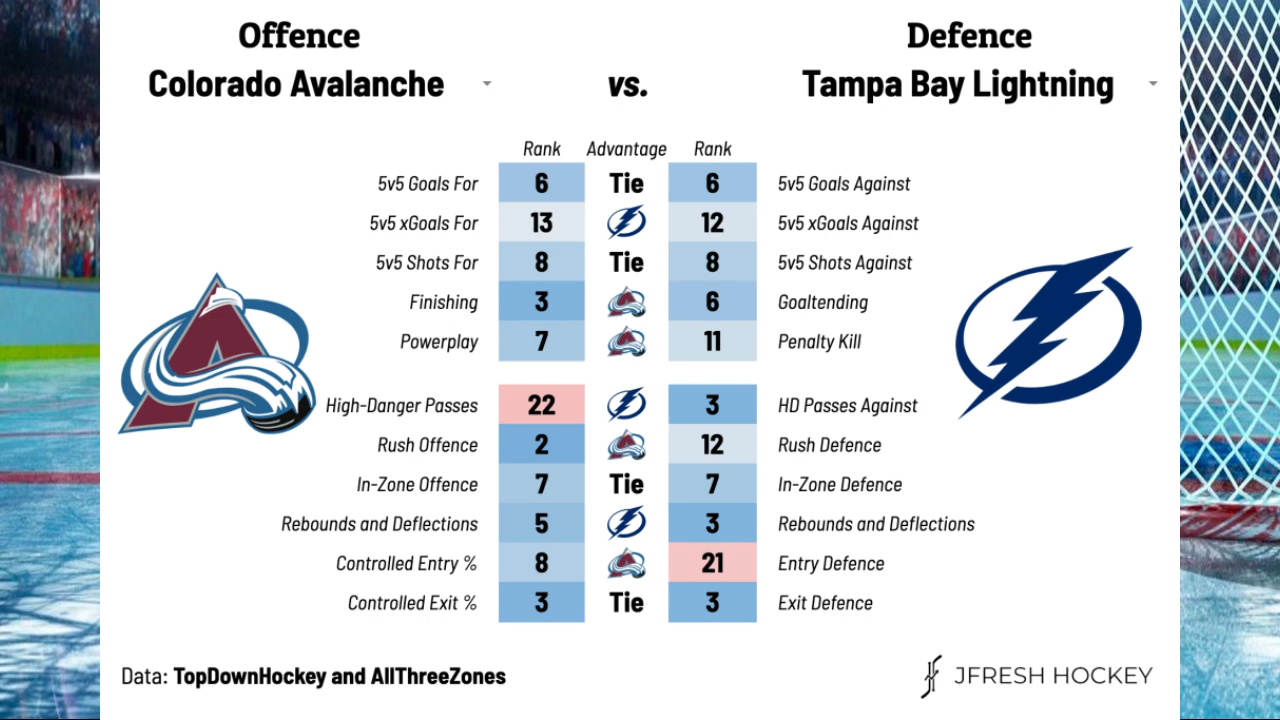 Offence Defence
Colorado Avalanche vs. Tampa Bay Lightning
Rank Advantage Rank
5v5 Goals For 6 Tie 6 5v5 Goals Against
5v5 xGoals For 13 12 5v5 xGoals Against
5v5 Shots For 8 Tie 8 5v5 Shots Against
Finishing 3 6 Goaltending
Powerplay 7 11 Penalty Kill
High-Danger Passes 22 3 HD Passes Against
Rush Offence 2 12 Rush Defence
In-Zone Offence 7 Tie 7 In-Zone Defence
Rebounds and Deflections 5 3 Rebounds and Deflections
Controlled Entry % 8 21 Entry Defence
Controlled Exit % 3 Tie 3 Exit Defence
Data: TopDownHockey and AllThreeZones JFRESH HOCKEY